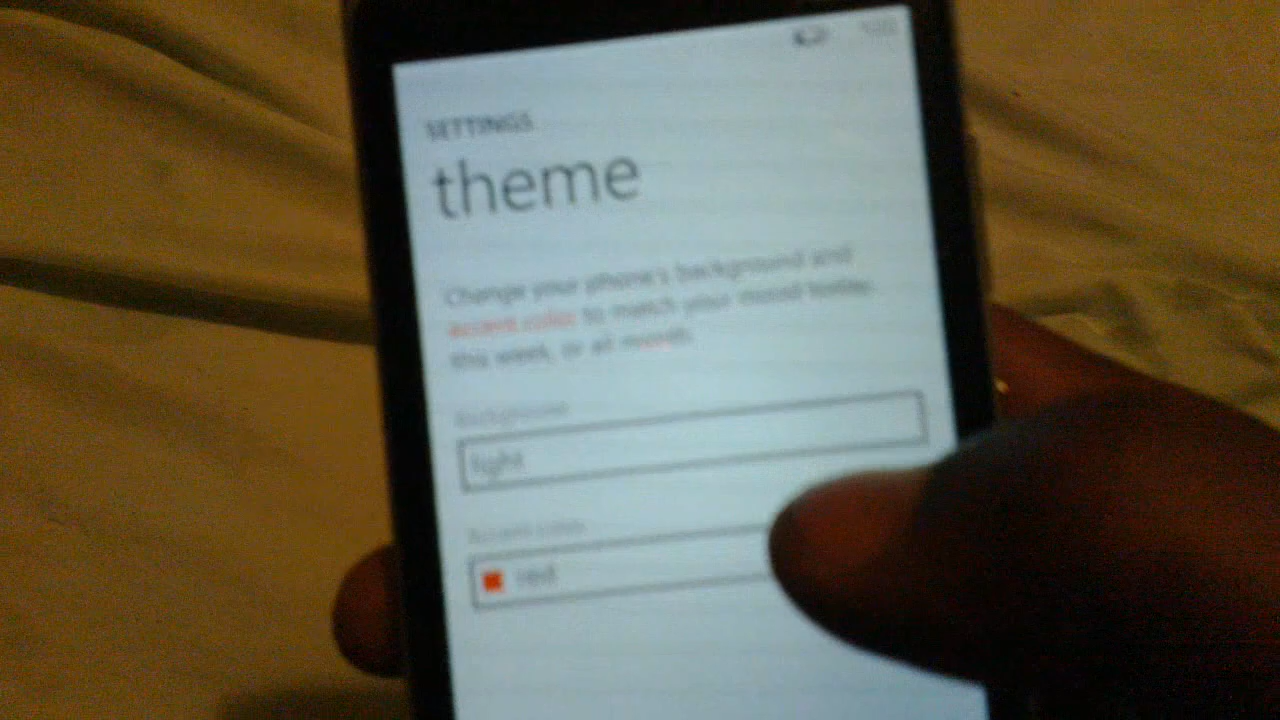 SETTINGS
theme
Change your phone's background and
accent color to match your mood today,
this week, or all month.
Background
light
Accent color
red